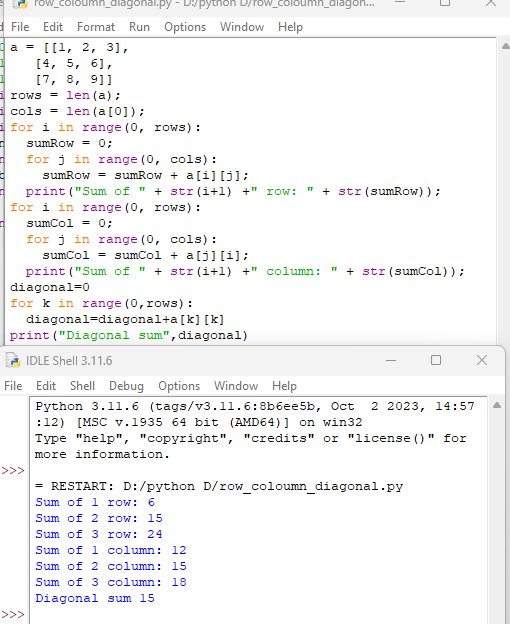 row_coloumn_diagonal.py - D:/python D/row_coloumn_diagon...
File Edit Format Run Options Window Help
a = [[1, 2, 3],
[4, 5, 6],
[7, 8, 9]]
rows = len(a);
cols = len(a[0]);
for i in range(0, rows):
sumRow = 0;
for j in range(0, cols):
sumRow = sumRow + a[i][j];
print("Sum of " + str(i+1) +" row: " + str(sumRow));
for i in range(0, rows):
sumCol = 0;
for j in range(0, cols):
sumCol = sumCol + a[j][i];
print("Sum of " + str(i+1) +" column: " + str(sumCol));
diagonal=0
for k in range(0,rows):
diagonal=diagonal+a[k][k]
print("Diagonal sum",diagonal)
IDLE Shell 3.11.6
File Edit Shell Debug Options Window Help
Python 3.11.6 (tags/v3.11.6:8b6ee5b, Oct  2 2023, 14:57
:12) [MSC v.1935 64 bit (AMD64)] on win32
Type "help", "copyright", "credits" or "license()" for
more information.
>>>
= RESTART: D:/python D/row_coloumn_diagonal.py
Sum of 1 row: 6
Sum of 2 row: 15
Sum of 3 row: 24
Sum of 1 column: 12
Sum of 2 column: 15
Sum of 3 column: 18
Diagonal sum 15
>>>